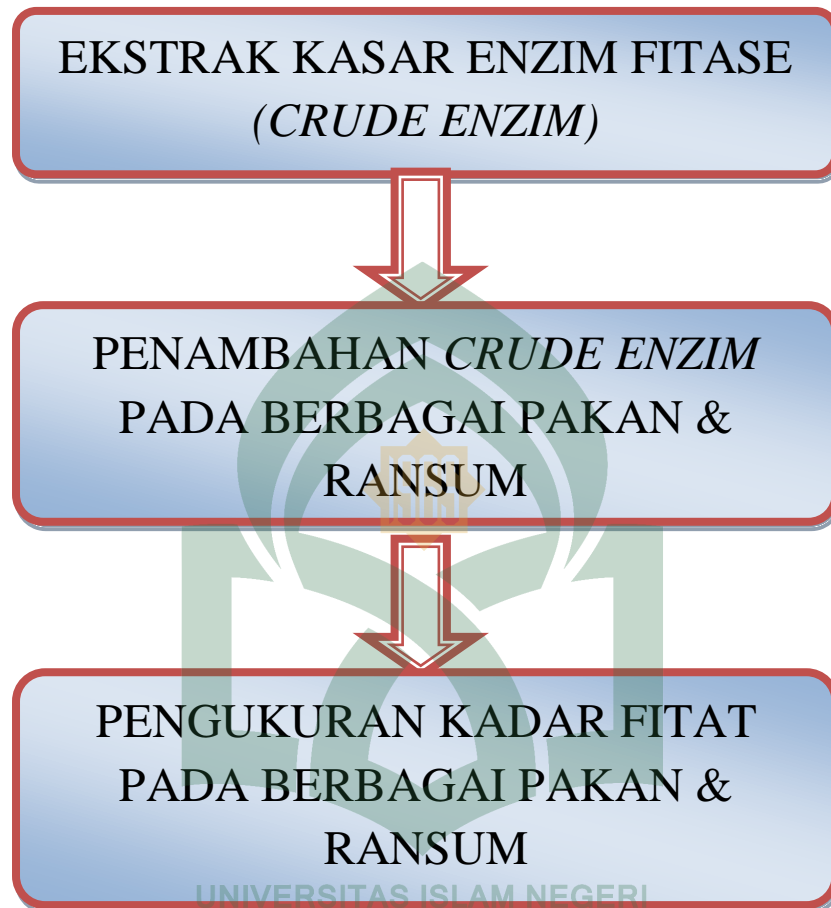 EKSTRAK KASAR ENZIM FITASE
(CRUDE ENZIM)
PENAMBAHAN CRUDE ENZIM
PADA BERBAGAI PAKAN &
RANSUM
PENGUKURAN KADAR FITAT
PADA BERBAGAI PAKAN &
RANSUM
UNIVERSITAS ISLAM NEGERI